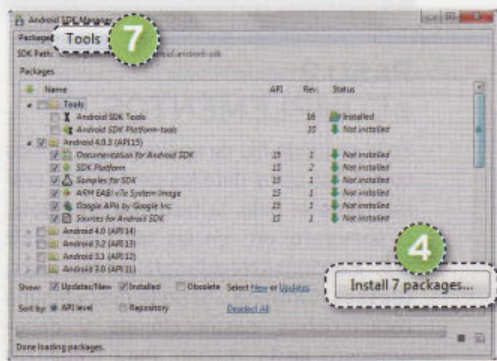 Android SDK Manager
Packages Tools 7
SDK Path: android-sdk
Packages
Name API Rev. Status
Tools
Android SDK Tools 16 Installed
Android SDK Platform-tools 10 Not installed
Android 4.0.3 (API15)
Documentation for Android SDK 15 1 Not installed
SDK Platform 15 2 Not installed
Samples for SDK 15 1 Not installed
ARM EABI v7a System Image 15 1 Not installed
Google APIs by Google Inc. 15 1 Not installed
Sources for Android SDK 15 1 Not installed
Android 4.0 (API 14)
Android 3.2 (API 13)
Android 3.1 (API 12)
Android 3.0 (API 11)
4
Show: Updates/New Installed Obsolete Select New or Updates Install 7 packages...
Sort by: API level Repository Deselect All
Done loading packages.